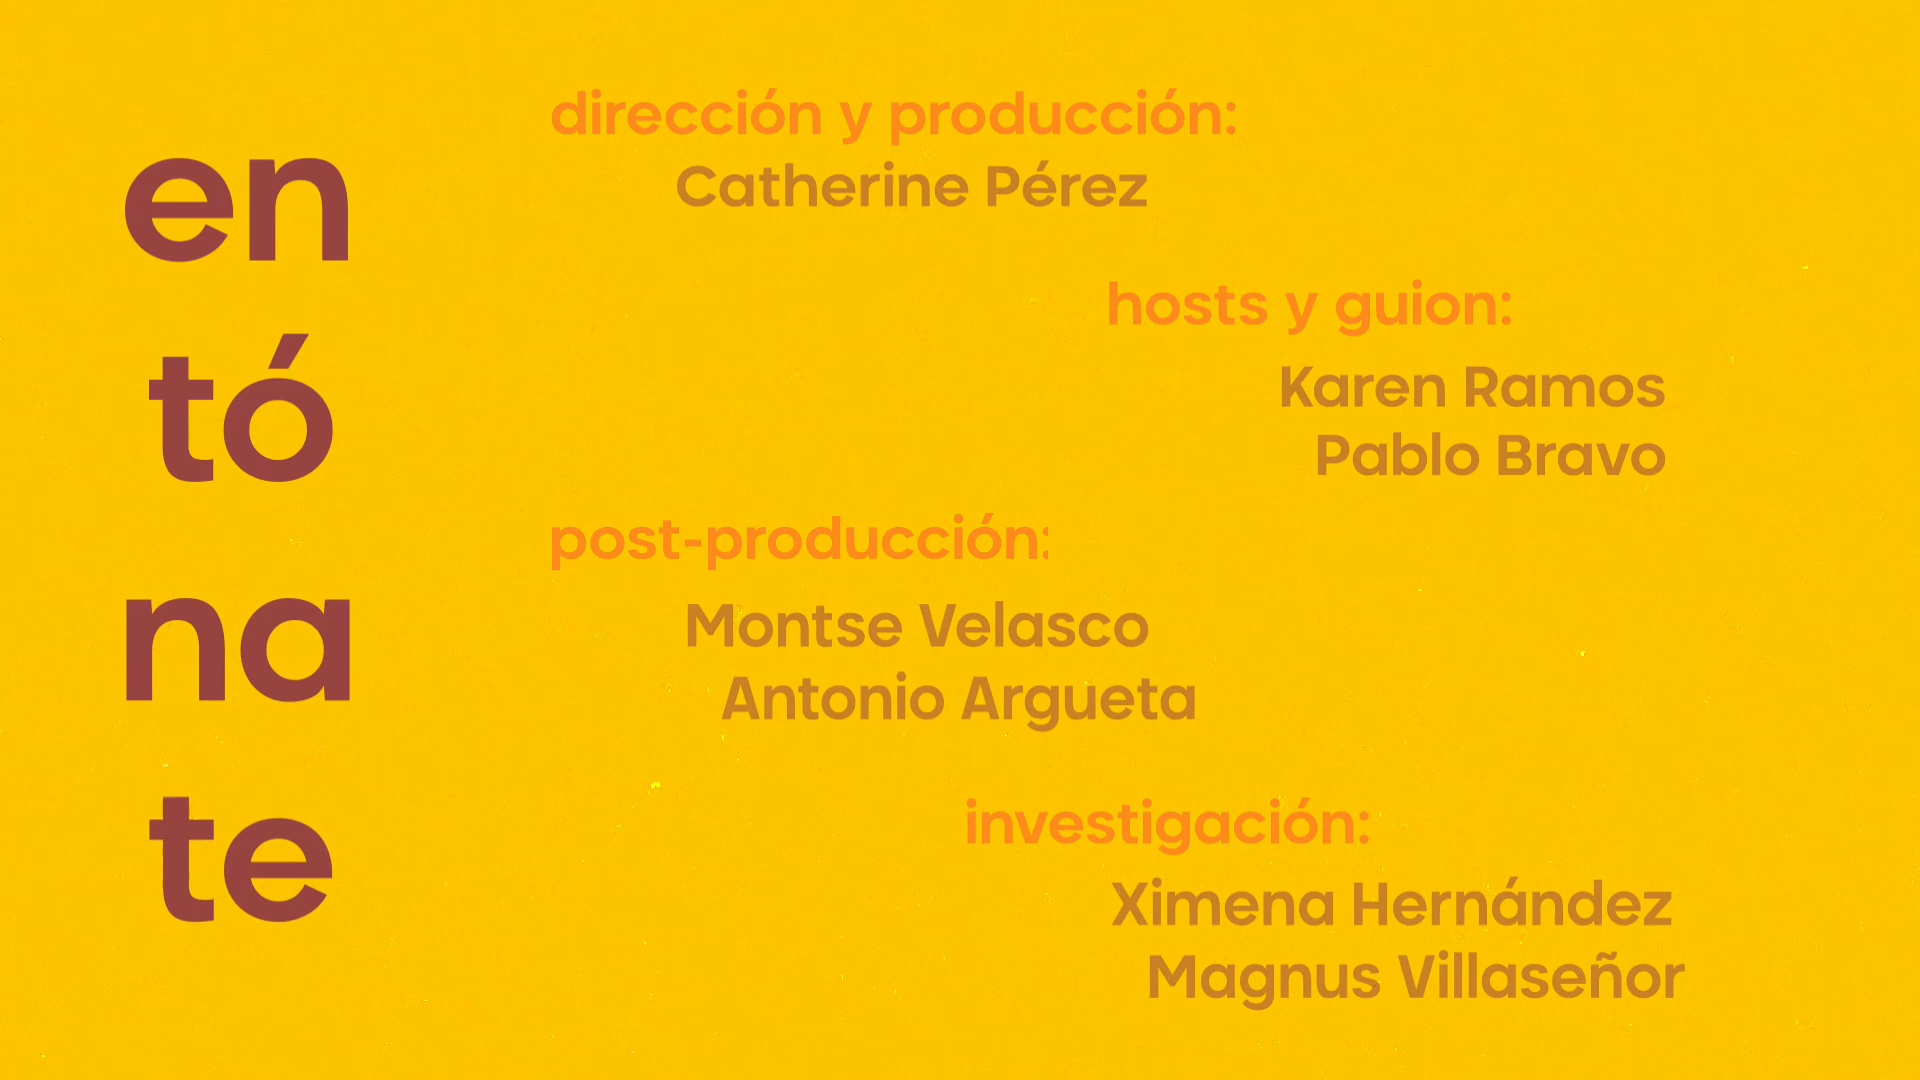 en
tó
na
te
dirección y producción:
Catherine Pérez
hosts y guion:
Karen Ramos
Pablo Bravo
post-producción:
Montse Velasco
Antonio Argueta
investigación:
Ximena Hernández
Magnus Villaseñor